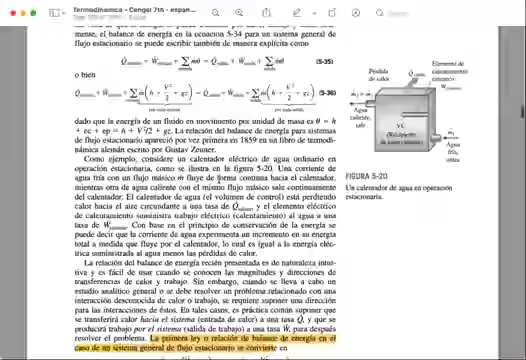 Termodinamica - Cengel 7th - espan...
mente, el balance de energía en la ecuación 5-34 para un sistema general de
flujo estacionario se puede escribir también de manera explícita como
(5-35)
o bien
(5-36)
dado que la energía de un fluido en movimiento por unidad de masa es θ = h
+ ec + ep = h + V²/2 + gz. La relación del balance de energía para sistemas
de flujo estacionario apareció por vez primera en 1859 en un libro de termodi-
námica alemán escrito por Gustav Zeuner.
Como ejemplo, considere un calentador eléctrico de agua ordinario en
operación estacionaria, como se ilustra en la figura 5-20. Una corriente de
agua fría con un flujo másico ṁ fluye de forma continua hacia el calentador,
mientras otra de agua caliente con el mismo flujo másico sale continuamente
del calentador. El calentador de agua (el volumen de control) está perdiendo
calor hacia el aire circundante a una tasa de Q̇salida, y el elemento eléctrico
de calentamiento suministra trabajo eléctrico (calentamiento) al agua a una
tasa de Ẇentrada. Con base en el principio de conservación de la energía se
puede decir que la corriente de agua experimenta un incremento en su energía
total a medida que fluye por el calentador, lo cual es igual a la energía eléc-
trica suministrada al agua menos las pérdidas de calor.
La relación del balance de energía recién presentada es de naturaleza intui-
tiva y es fácil de usar cuando se conocen las magnitudes y direcciones de
transferencias de calor y trabajo. Sin embargo, cuando se lleva a cabo un
estudio analítico general o se debe resolver un problema relacionado con una
interacción desconocida de calor o trabajo, se requiere suponer una dirección
para las interacciones de éstos. En tales casos, es práctica común suponer que
se transferirá calor hacia el sistema (entrada de calor) a una tasa Q̇, y que se
producirá trabajo por el sistema (salida de trabajo) a una tasa Ẇ, para después
resolver el problema. La primera ley o relación de balance de energía en el
caso de un sistema general de flujo estacionario se convierte en
Pérdida
de calor
Elemento de
calentamiento
eléctrico
Agua
caliente,
sale
VC
(Recipiente
Agua
fría,
entra
FIGURA 5-20
Un calentador de agua en operación
estacionaria.